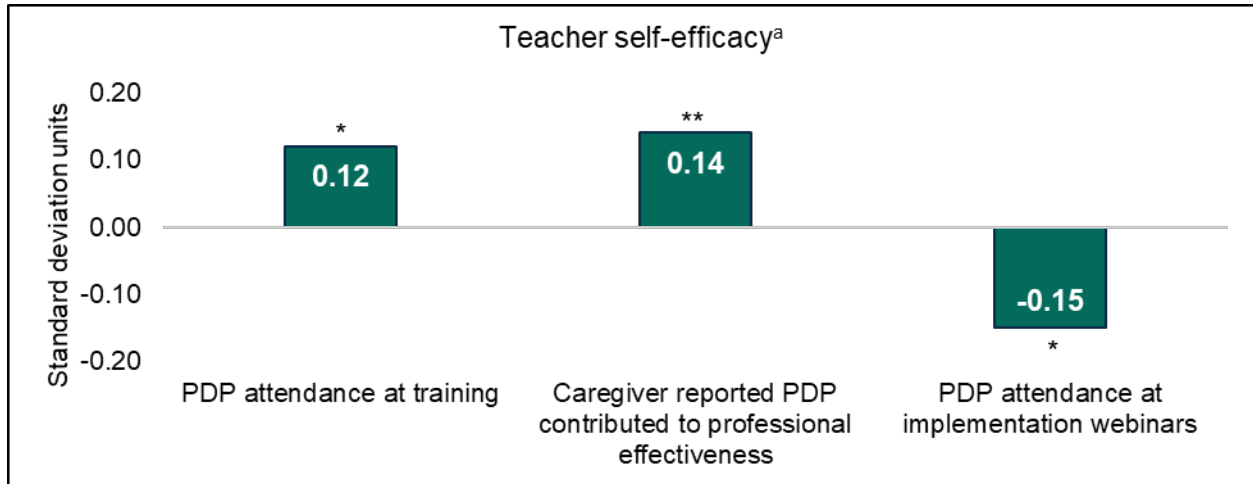 Teacher self-efficacyᵃ
Standard deviation units
0.20
0.10
0.00
-0.10
-0.20
*
0.12
**
0.14
-0.15
*
PDP attendance at training
Caregiver reported PDP
contributed to professional
effectiveness
PDP attendance at
implementation webinars